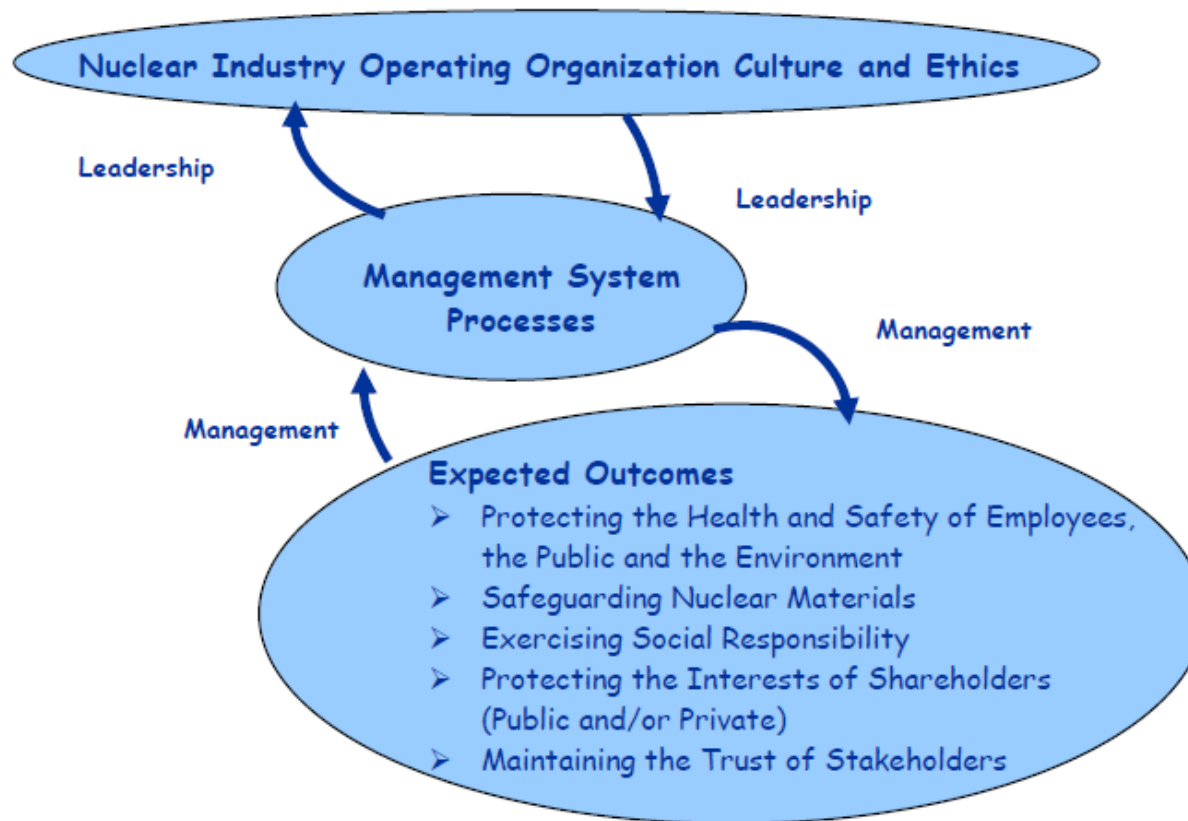 Nuclear Industry Operating Organization Culture and Ethics
Leadership
Leadership
Management System
Processes
Management
Management
Expected Outcomes
➢ Protecting the Health and Safety of Employees,
the Public and the Environment
➢ Safeguarding Nuclear Materials
➢ Exercising Social Responsibility
➢ Protecting the Interests of Shareholders
(Public and/or Private)
➢ Maintaining the Trust of Stakeholders